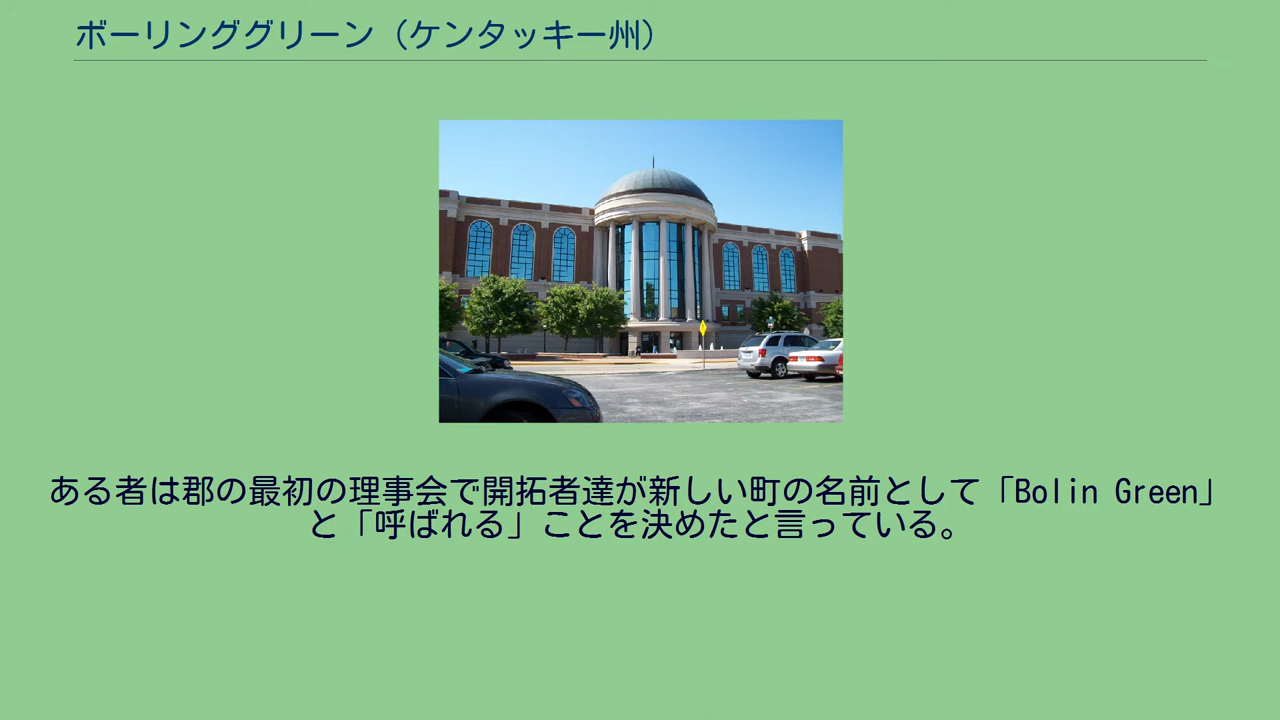 ボーリンググリーン（ケンタッキー州）
ある者は郡の最初の理事会で開拓者達が新しい町の名前として「Bolin Green」
と「呼ばれる」ことを決めたと言っている。